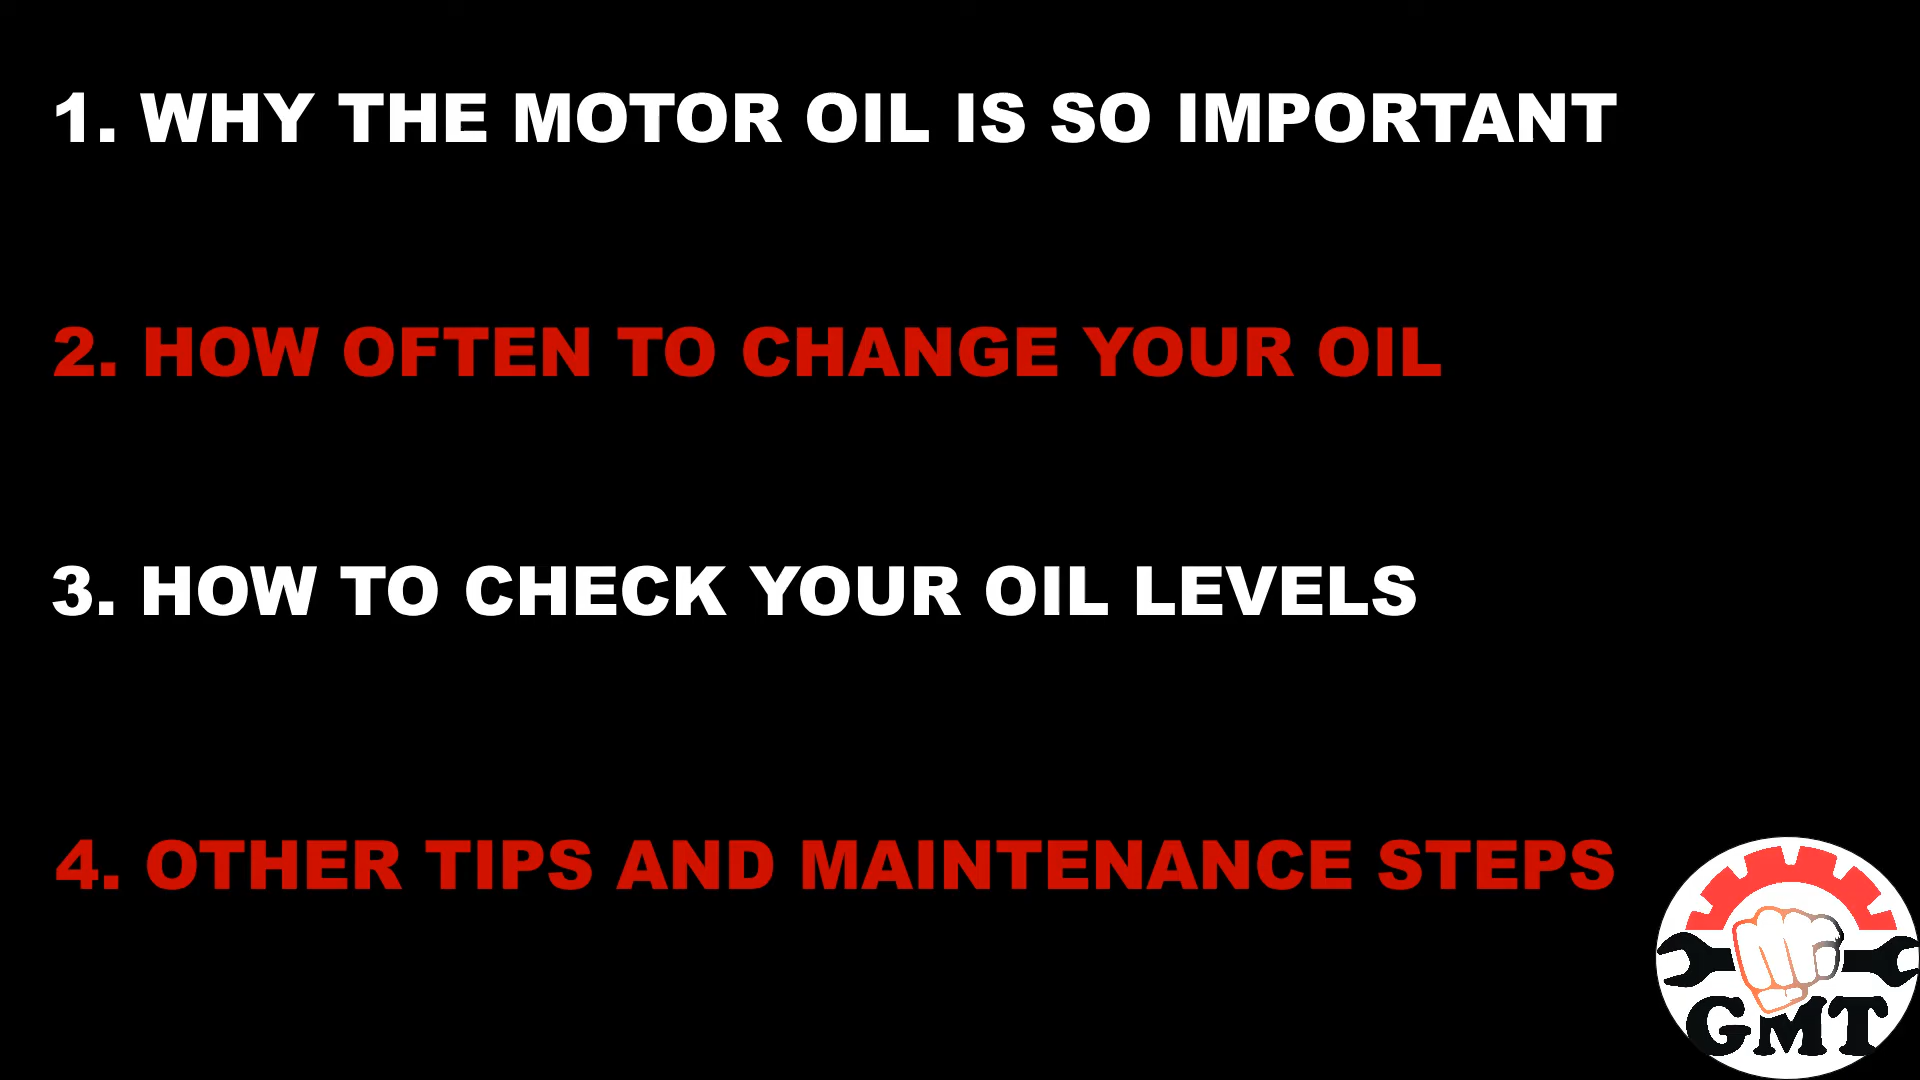 1. WHY THE MOTOR OIL IS SO IMPORTANT
2. HOW OFTEN TO CHANGE YOUR OIL
3. HOW TO CHECK YOUR OIL LEVELS
4. OTHER TIPS AND MAINTENANCE STEPS
GMT